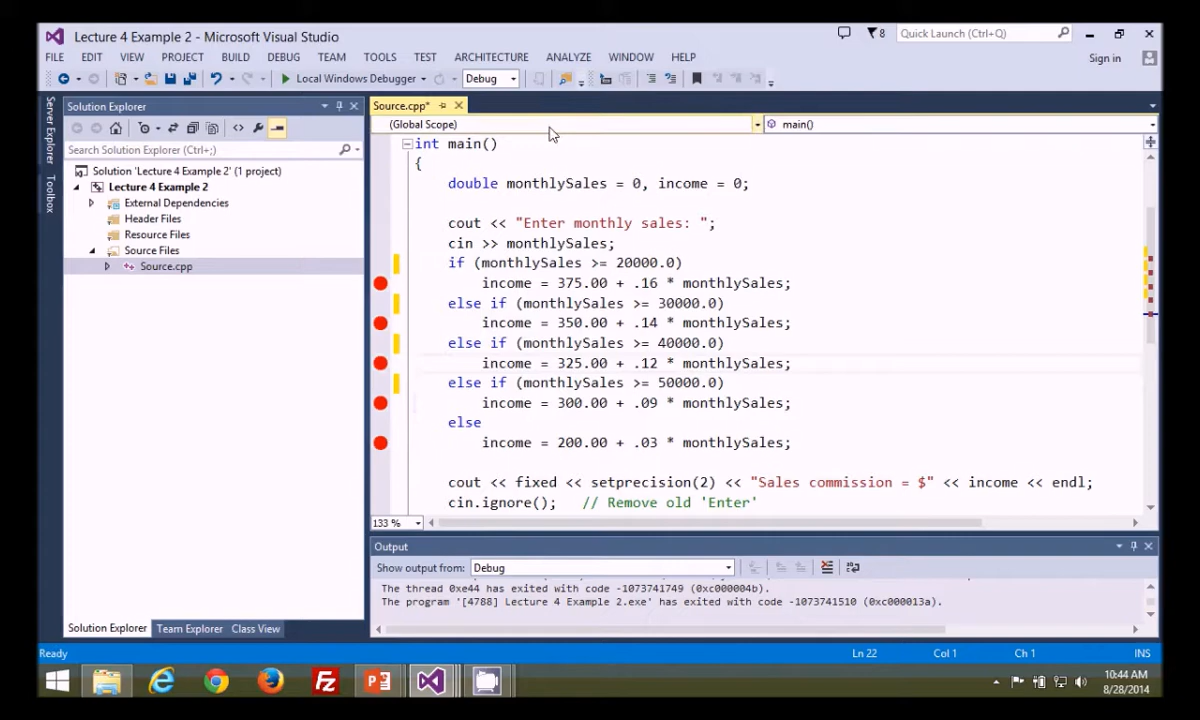 Lecture 4 Example 2 - Microsoft Visual Studio
8
Quick Launch (Ctrl+Q)
FILE EDIT VIEW PROJECT BUILD DEBUG TEAM TOOLS TEST ARCHITECTURE ANALYZE WINDOW HELP
Sign in
Local Windows Debugger
Debug
Server Explorer
Toolbox
Solution Explorer
Search Solution Explorer (Ctrl+;)
Solution 'Lecture 4 Example 2' (1 project)
Lecture 4 Example 2
External Dependencies
Header Files
Resource Files
Source Files
Source.cpp
Solution Explorer Team Explorer Class View
Source.cpp*
(Global Scope)
main()
int main()
{
double monthlySales = 0, income = 0;
cout << "Enter monthly sales: ";
cin >> monthlySales;
if (monthlySales >= 20000.0)
income = 375.00 + .16 * monthlySales;
else if (monthlySales >= 30000.0)
income = 350.00 + .14 * monthlySales;
else if (monthlySales >= 40000.0)
income = 325.00 + .12 * monthlySales;
else if (monthlySales >= 50000.0)
income = 300.00 + .09 * monthlySales;
else
income = 200.00 + .03 * monthlySales;
cout << fixed << setprecision(2) << "Sales commission = $" << income << endl;
cin.ignore(); // Remove old 'Enter'
133 %
Output
Show output from: Debug
The thread 0xe44 has exited with code -1073741749 (0xc000004b).
The program '[4788] Lecture 4 Example 2.exe' has exited with code -1073741510 (0xc000013a).
Ready
Ln 22 Col 1 Ch 1 INS
10:44 AM
8/28/2014